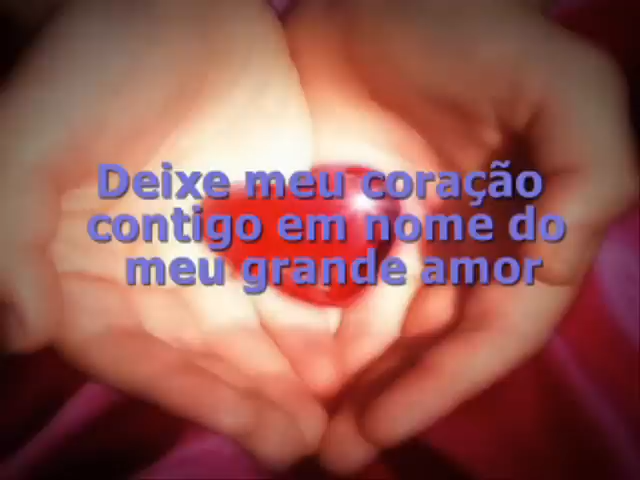 Deixe meu coração
contigo em nome do
meu grande amor